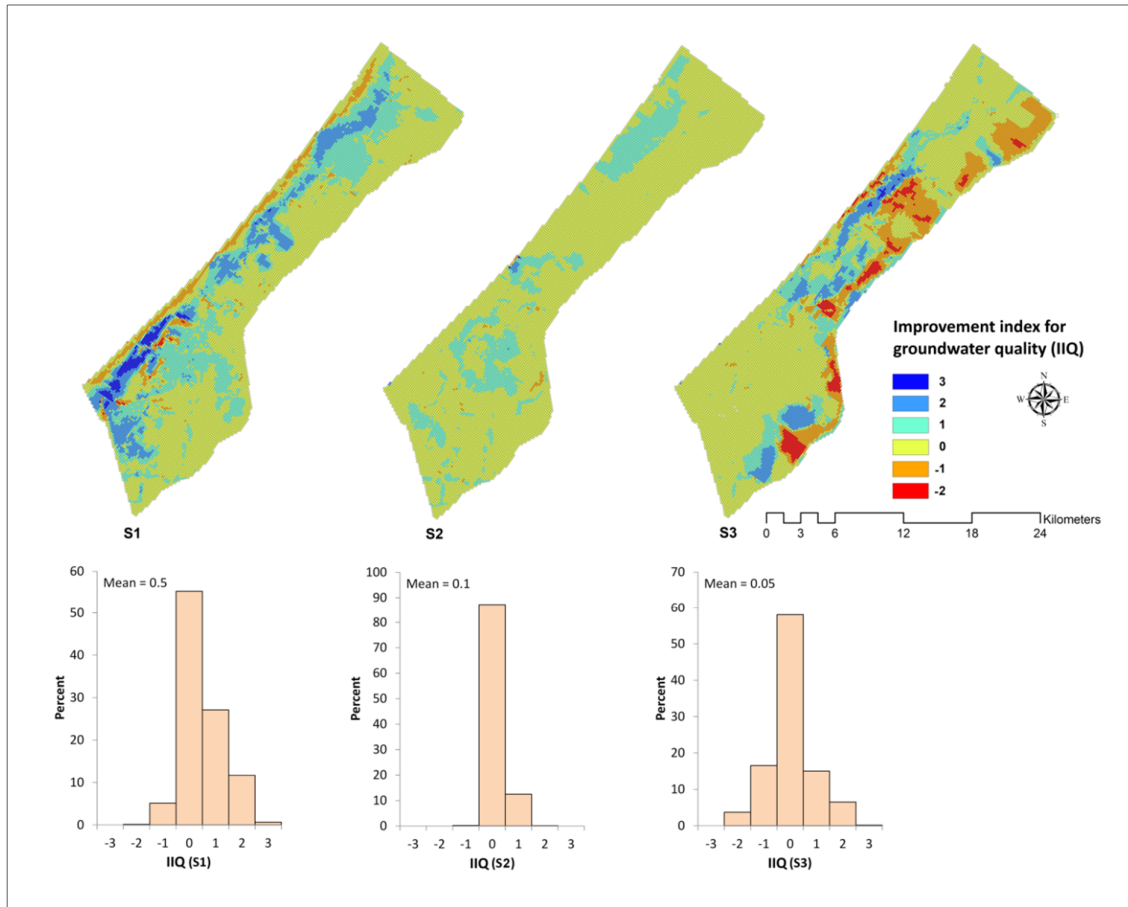 Improvement index for
groundwater quality (IIQ)
3
2
1
0
-1
-2
N
W E
S
S1
S2
S3
Kilometers
0 3 6 12 18 24
Mean = 0.5
60
50
40
30
20
10
0
Percent
-3 -2 -1 0 1 2 3
IIQ (S1)
Mean = 0.1
100
90
80
70
60
50
40
30
20
10
0
Percent
-3 -2 -1 0 1 2 3
IIQ (S2)
Mean = 0.05
70
60
50
40
30
20
10
0
Percent
-3 -2 -1 0 1 2 3
IIQ (S3)